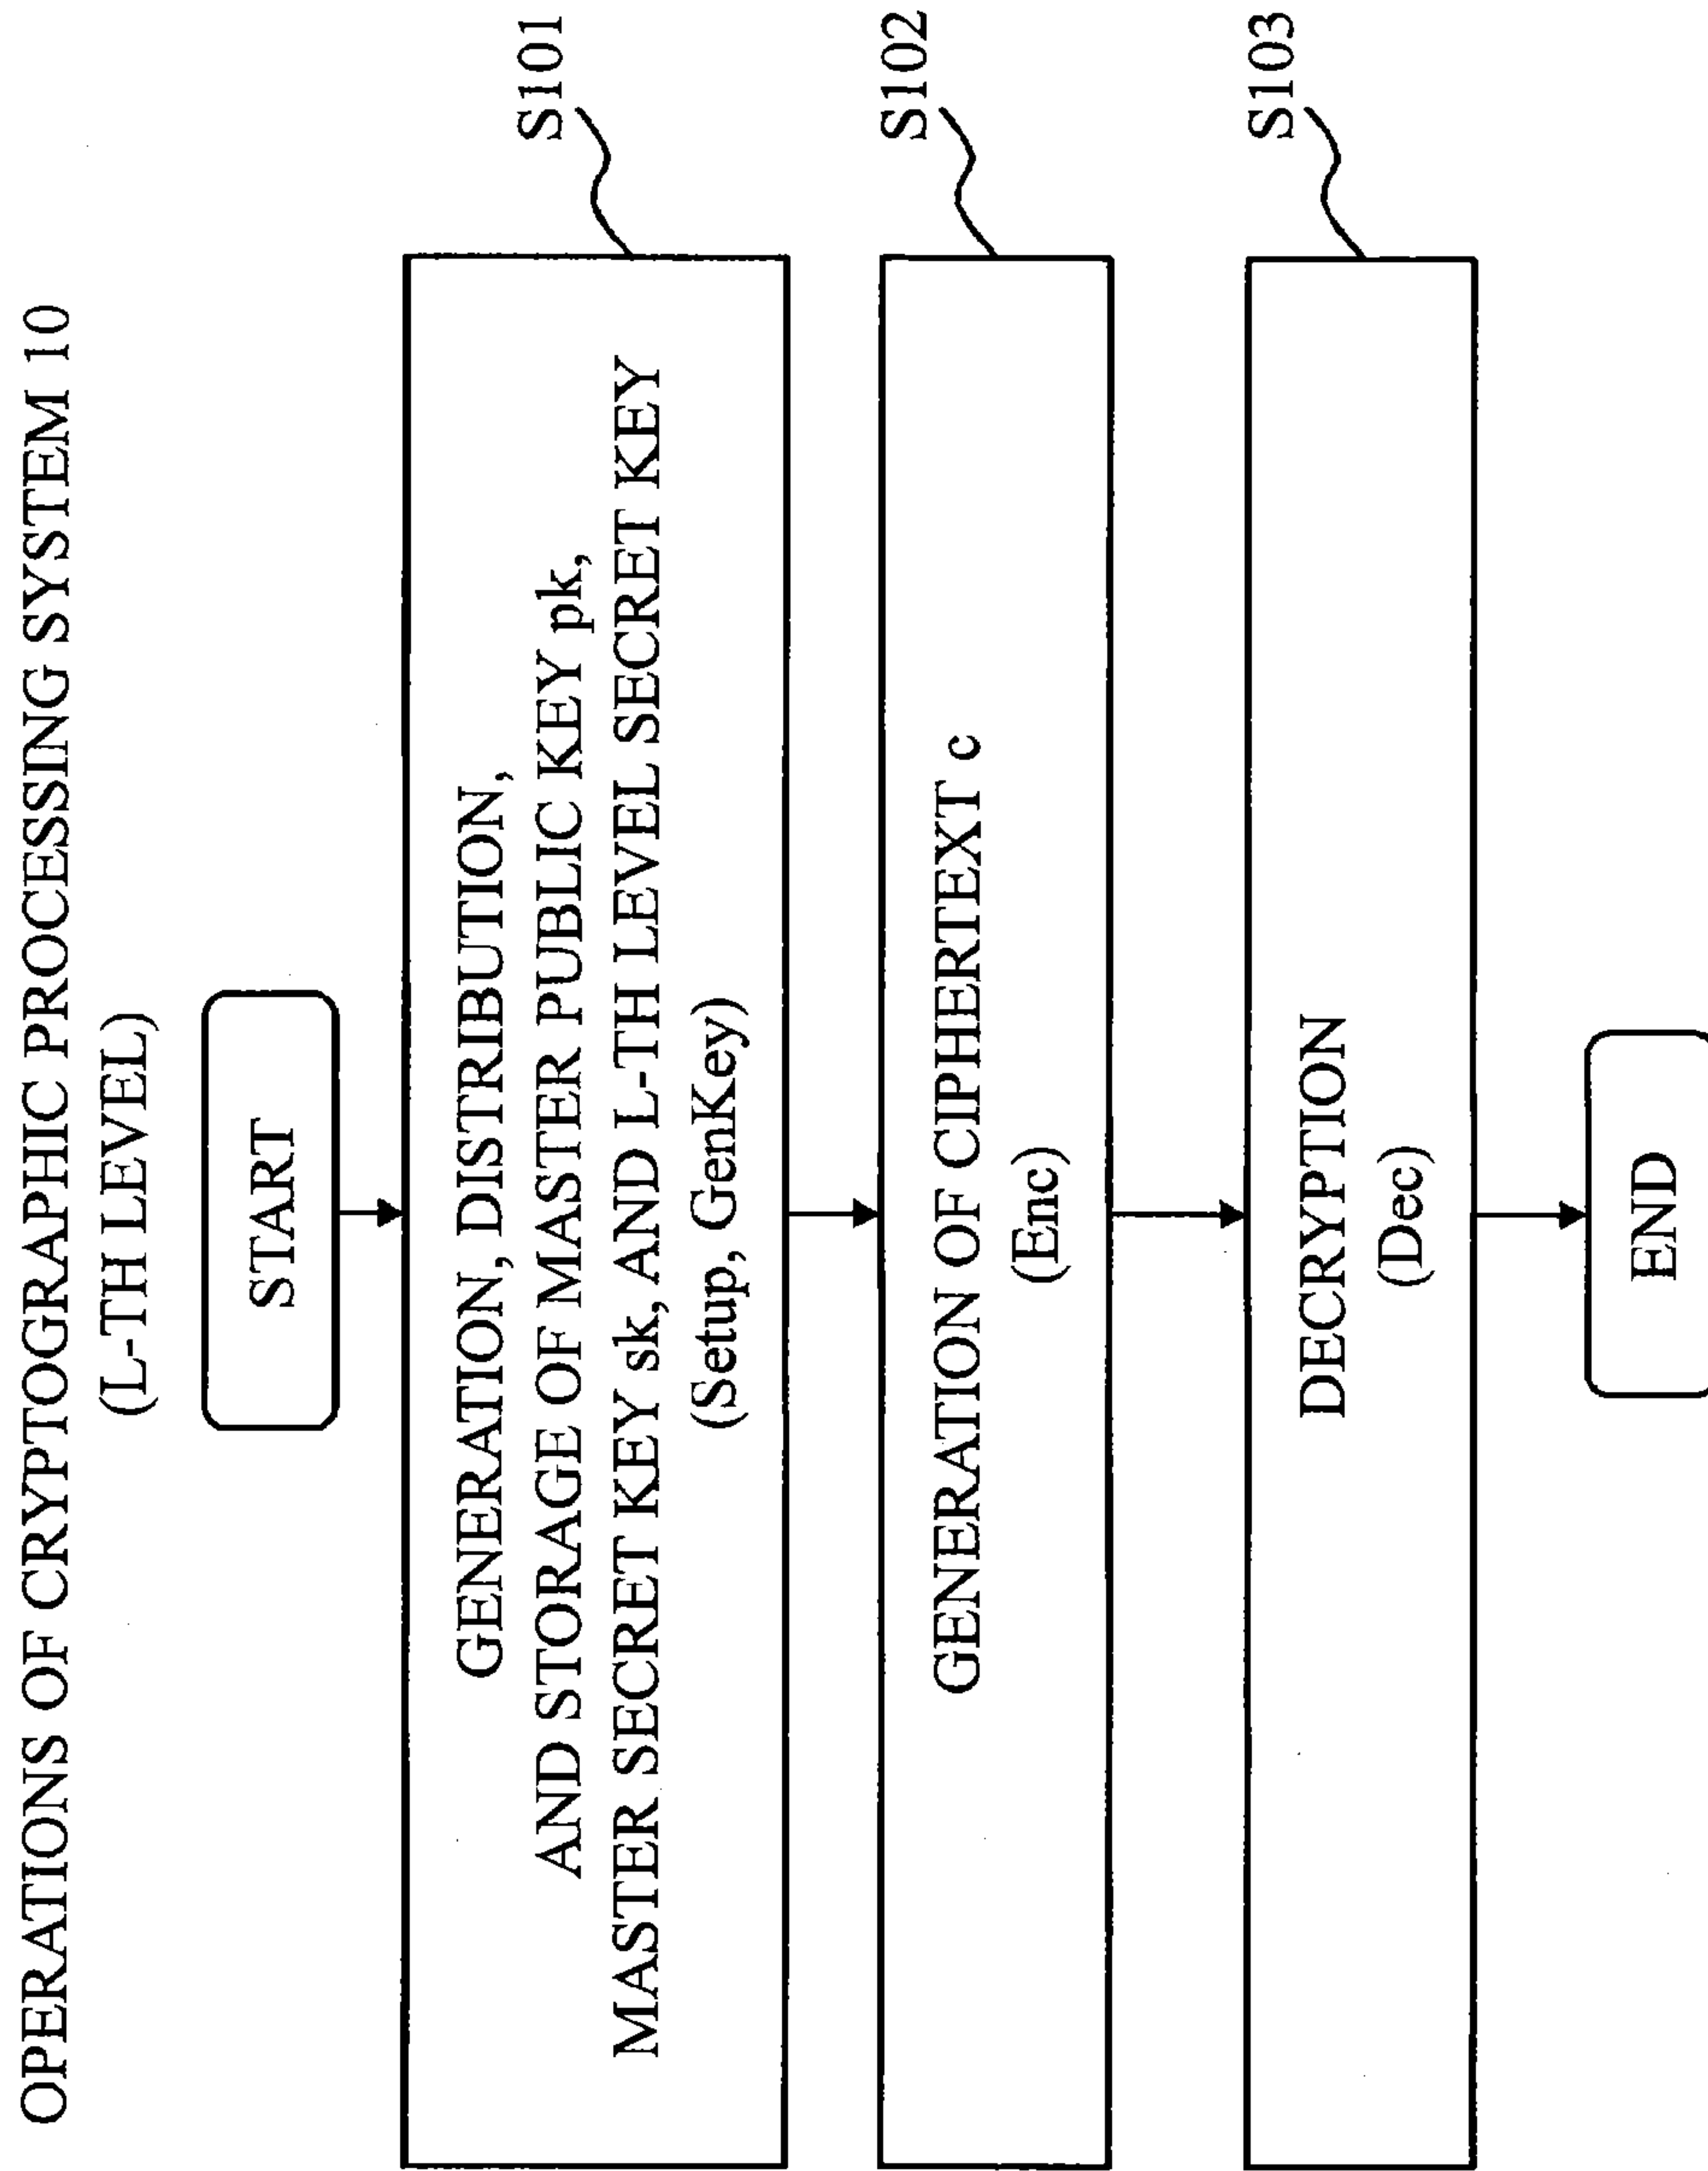 OPERATIONS OF CRYPTOGRAPHIC PROCESSING SYSTEM 10
(L-TH LEVEL)
START
GENERATION, DISTRIBUTION,
AND STORAGE OF MASTER PUBLIC KEY pk,
MASTER SECRET KEY sk, AND L-TH LEVEL SECRET KEY
(Setup, GenKey)
S101
GENERATION OF CIPHERTEXT c
(Enc)
S102
DECRYPTION
(Dec)
S103
END